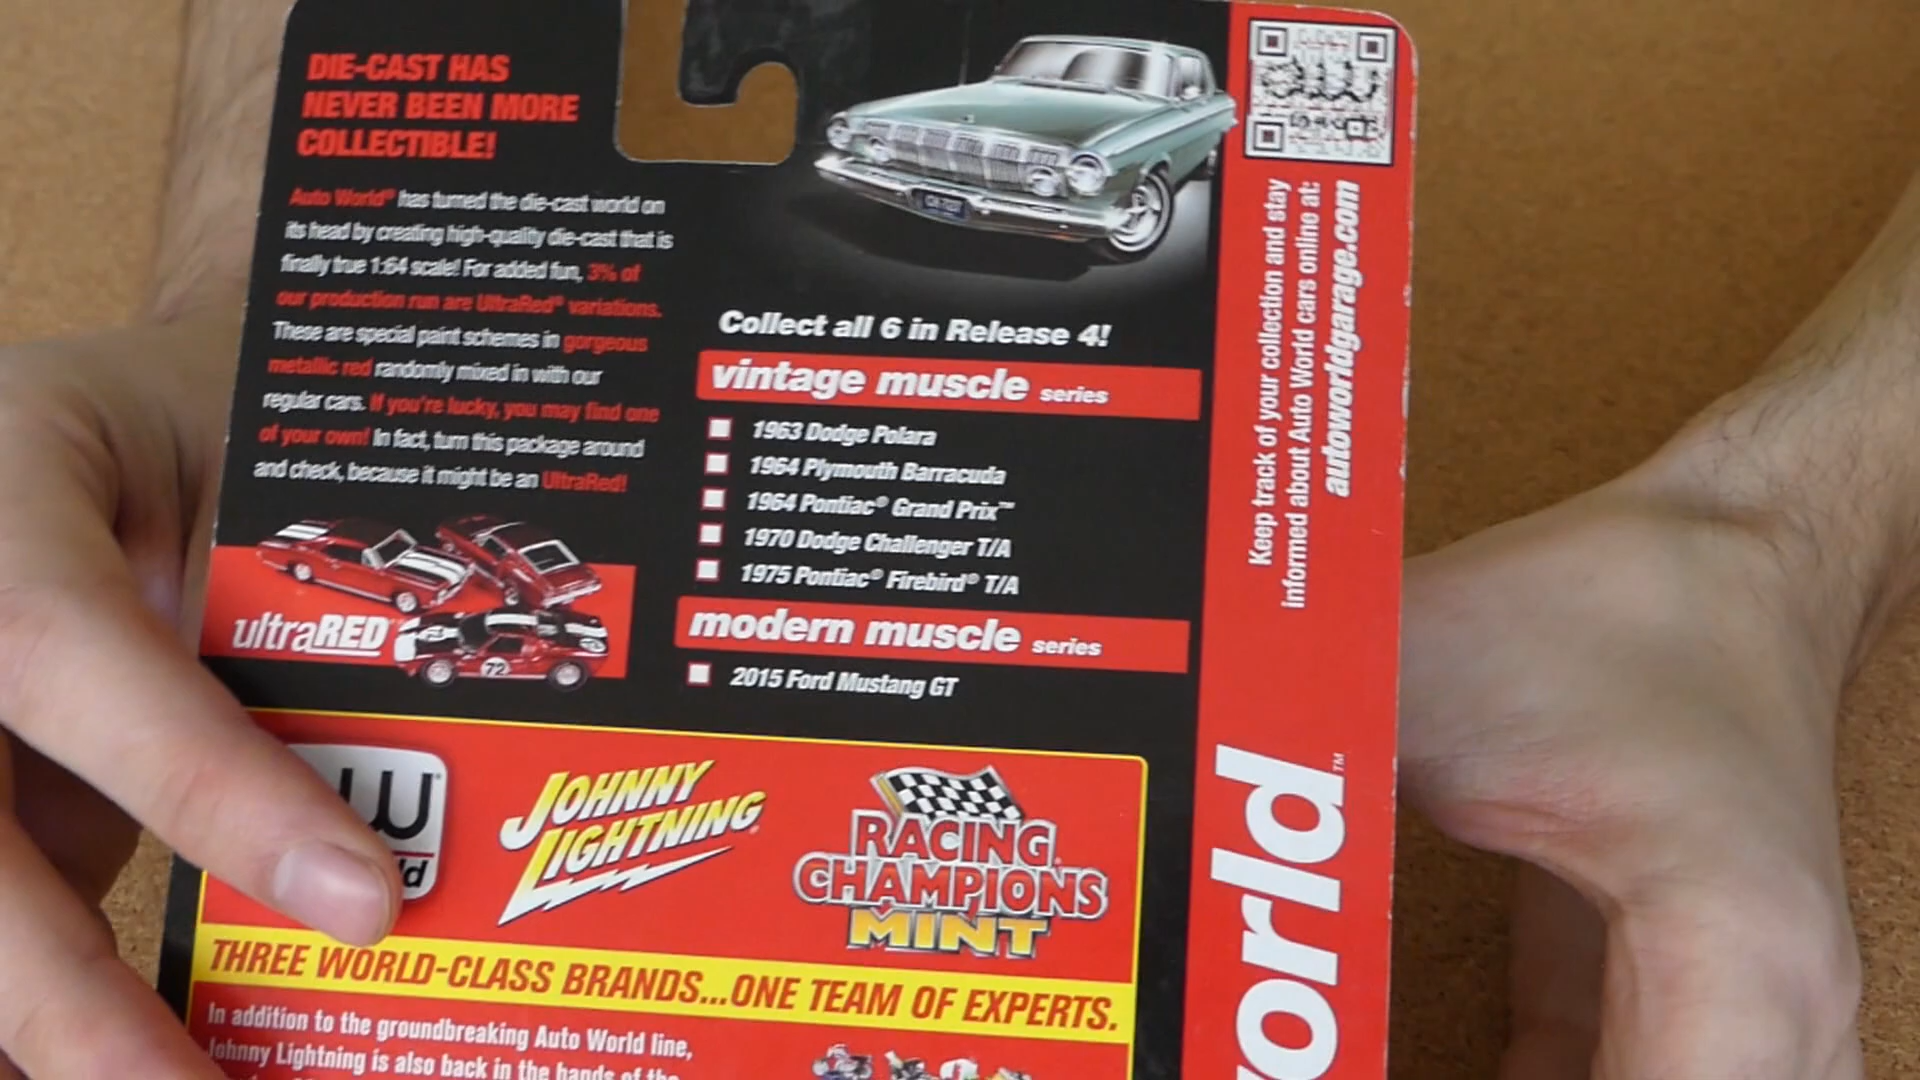 DIE-CAST HAS
NEVER BEEN MORE
COLLECTIBLE!
Auto World® has turned the die-cast world on
its head by creating high-quality die-cast that is
finally true 1:64 scale! For added fun, 3% of
our production run are UltraRed® variations.
These are special paint schemes in gorgeous
metallic red randomly mixed in with our
regular cars. If you're lucky, you may find one
of your own! In fact, turn this package around
and check, because it might be an UltraRed!
ultraRED
72
Collect all 6 in Release 4!
vintage muscle series
1963 Dodge Polara
1964 Plymouth Barracuda
1964 Pontiac® Grand Prix™
1970 Dodge Challenger T/A
1975 Pontiac® Firebird® T/A
modern muscle series
2015 Ford Mustang GT
Keep track of your collection and stay
informed about Auto World cars online at:
autoworldgarage.com
orld™
ld
JOHNNY
LIGHTNING®
RACING
CHAMPIONS
MINT
THREE WORLD-CLASS BRANDS...ONE TEAM OF EXPERTS.
In addition to the groundbreaking Auto World line,
Johnny Lightning is also back in the hands of the